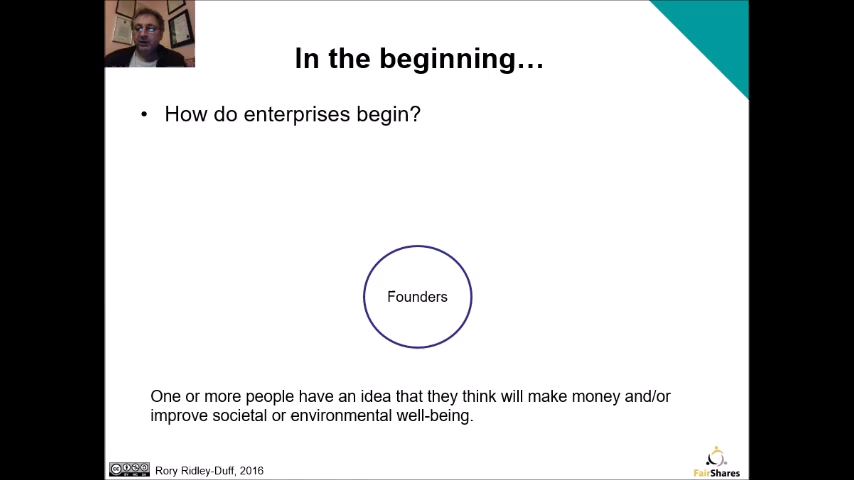 In the beginning…
• How do enterprises begin?
Founders
One or more people have an idea that they think will make money and/or
improve societal or environmental well-being.
Rory Ridley-Duff, 2016
FairShares